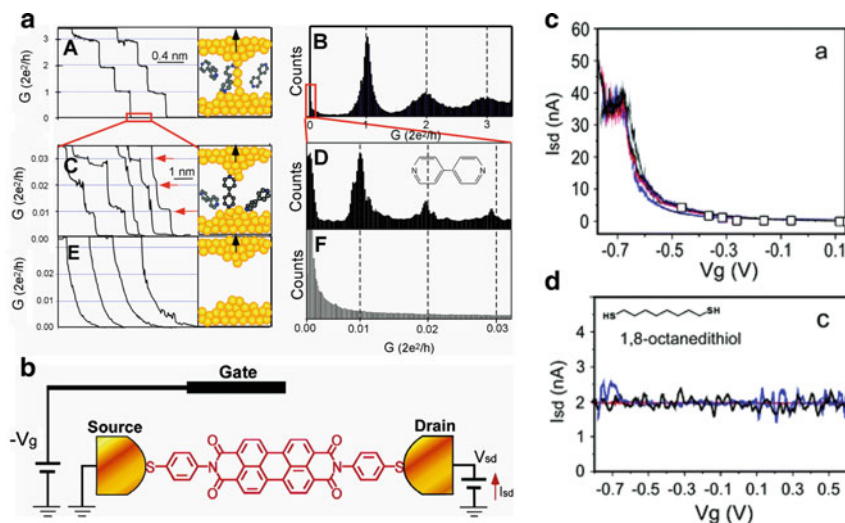 a
A
G (2e²/h)
3
2
1
0
0.4 nm
B
Counts
0 1 2 3
G (2e²/h)
C
G (2e²/h)
0.03
0.02
0.01
0.00
1 nm
D
Counts
N N
E
G (2e²/h)
0.02
0.01
0.00
F
Counts
0.00 0.01 0.02 0.03
G (2e²/h)
b
Gate
-Vg
Source
Drain
S N O O O O N S
Vsd
Isd
c
a
Isd (nA)
50
40
30
20
10
0
-0.7 -0.5 -0.3 -0.1 0.1
Vg (V)
d
c
HS SH
1,8-octanedithiol
Isd (nA)
5
4
3
2
1
0
-0.7 -0.5 -0.3 -0.1 0.1 0.3 0.5
Vg (V)